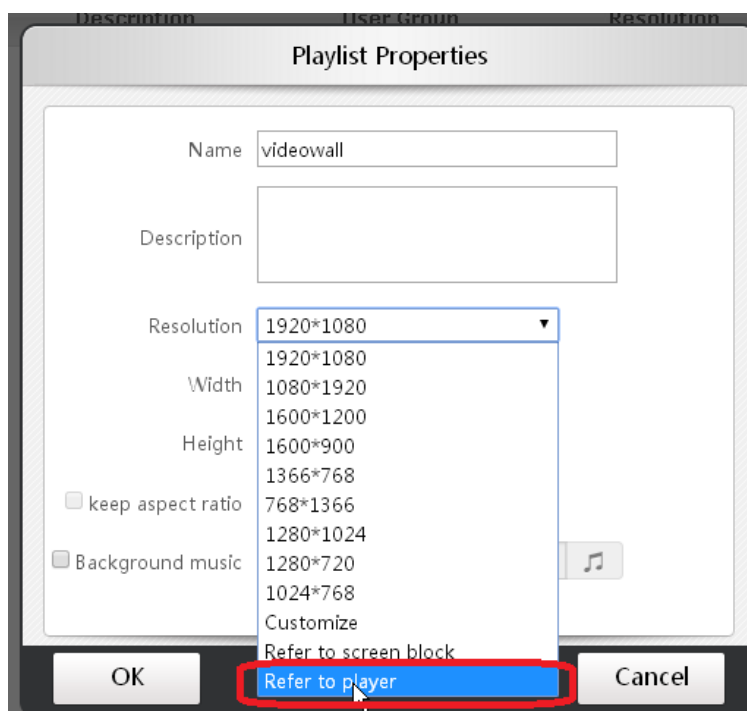 Description User Group Resolution
Playlist Properties
Name videowall
Description
Resolution 1920*1080
1920*1080
Width 1080*1920
1600*1200
Height 1600*900
1366*768
keep aspect ratio 768*1366
1280*1024
Background music 1280*720
1024*768
Customize
Refer to screen block
OK Refer to player Cancel